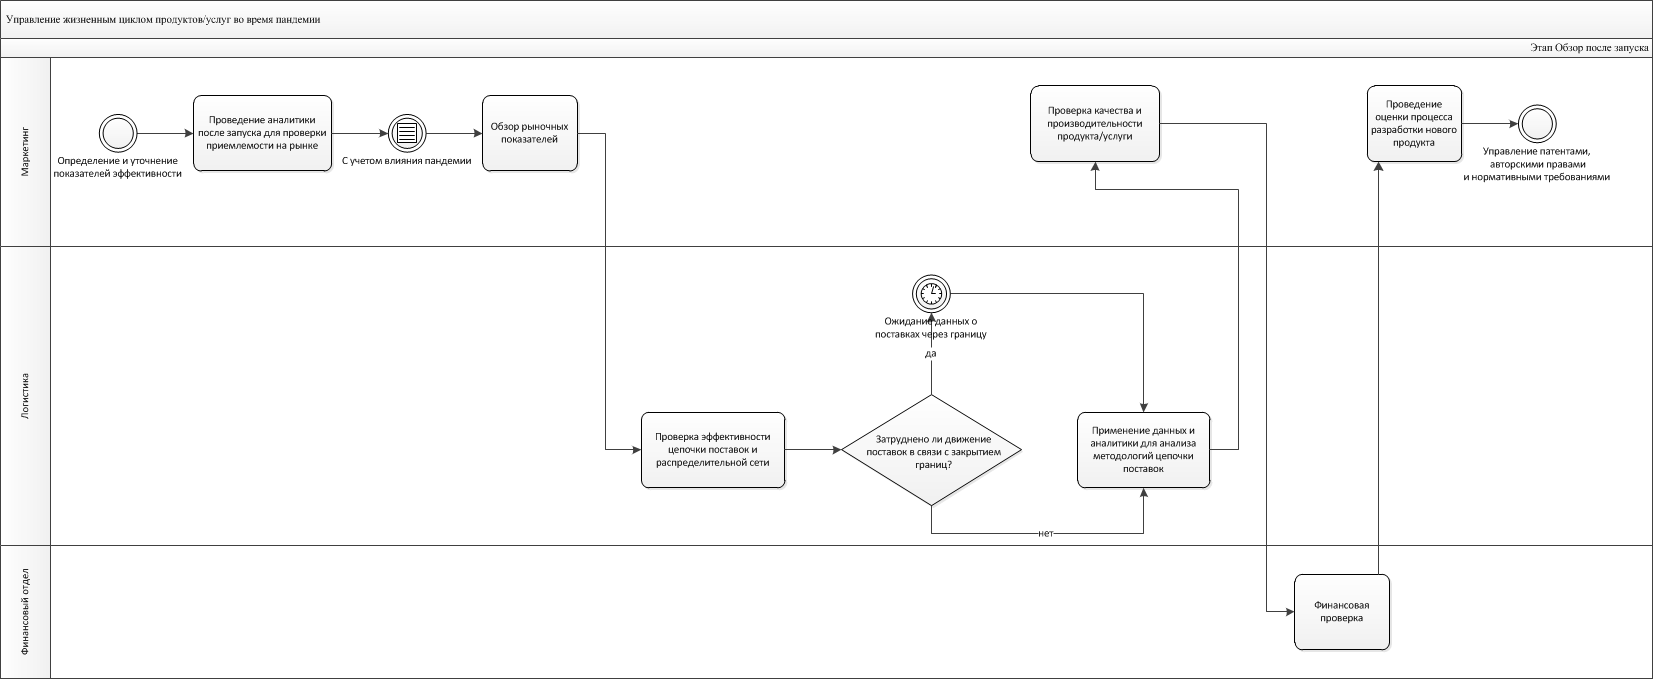 Управление жизненным циклом продуктов/услуг во время пандемии
Этап Обзор после запуска
Маркетинг
Определение и уточнение
показателей эффективности
Проведение аналитики
после запуска для проверки
приемлемости на рынке
С учетом влияния пандемии
Обзор рыночных
показателей
Проверка качества и
производительности
продукта/услуги
Проведение
оценки процесса
разработки нового
продукта
Управление патентами,
авторскими правами
и нормативными требованиями
Логистика
Ожидание данных о
поставках через границу
да
Проверка эффективности
цепочки поставок и
распределительной сети
Затруднено ли движение
поставок в связи с закрытием
границ?
Применение данных и
аналитики для анализа
методологий цепочки
поставок
нет
Финансовый отдел
Финансовая
проверка